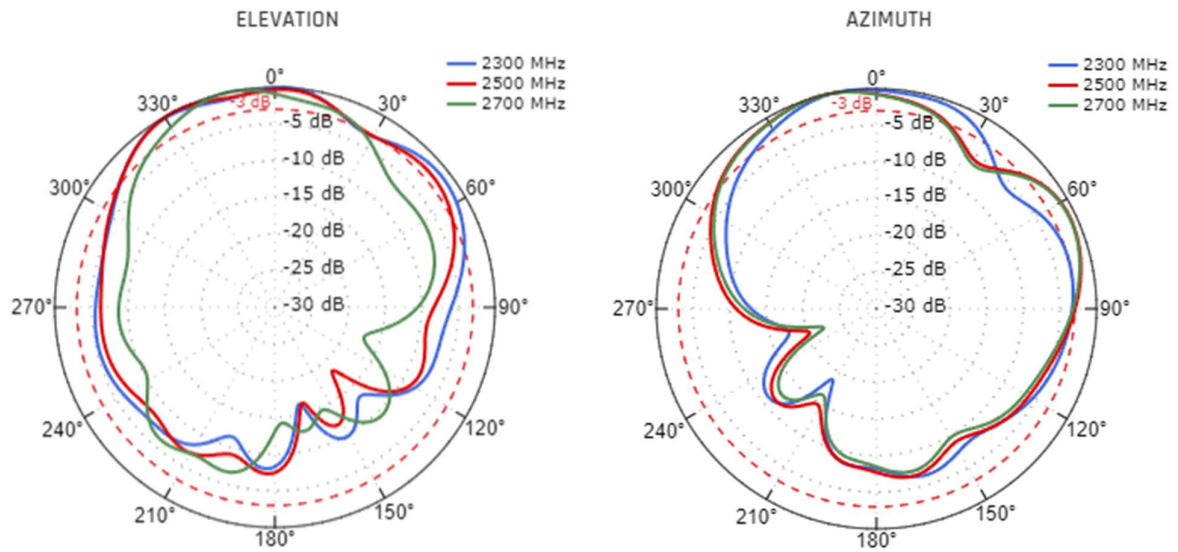 ELEVATION
2300 MHz
2500 MHz
2700 MHz
0°
330°
30°
-3 dB
-5 dB
-10 dB
300°
60°
-15 dB
-20 dB
-25 dB
270°
-30 dB
90°
240°
120°
210°
150°
180°
AZIMUTH
2300 MHz
2500 MHz
2700 MHz
0°
330°
30°
-3 dB
-5 dB
-10 dB
300°
60°
-15 dB
-20 dB
-25 dB
270°
-30 dB
90°
240°
120°
210°
150°
180°